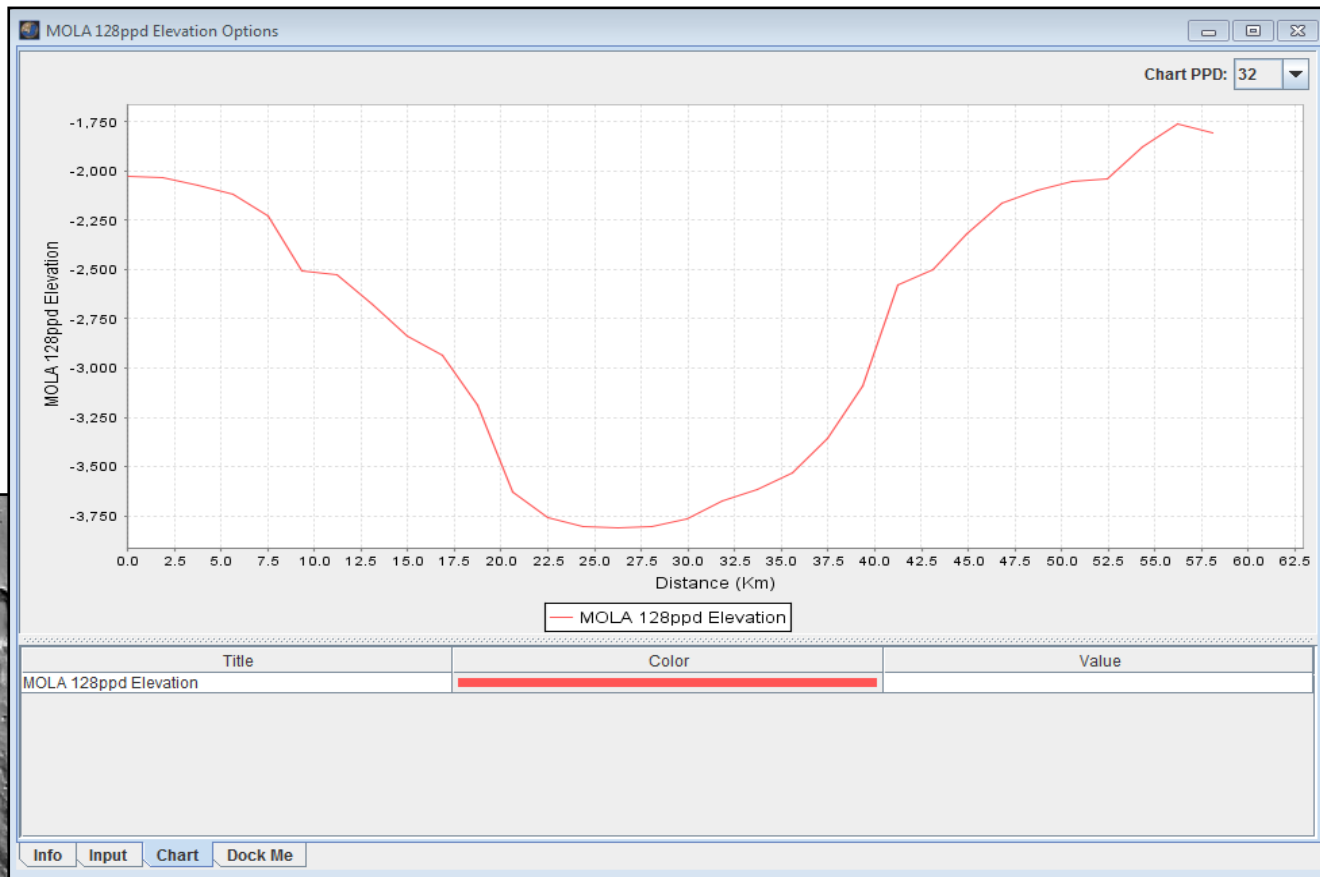 MOLA 128ppd Elevation Options
Chart PPD: 32
MOLA 128ppd Elevation
-1,750
-2,000
-2,250
-2,500
-2,750
-3,000
-3,250
-3,500
-3,750
0.0 2.5 5.0 7.5 10.0 12.5 15.0 17.5 20.0 22.5 25.0 27.5 30.0 32.5 35.0 37.5 40.0 42.5 45.0 47.5 50.0 52.5 55.0 57.5 60.0 62.5
Distance (Km)
MOLA 128ppd Elevation
Title Color Value
MOLA 128ppd Elevation
Info Input Chart Dock Me